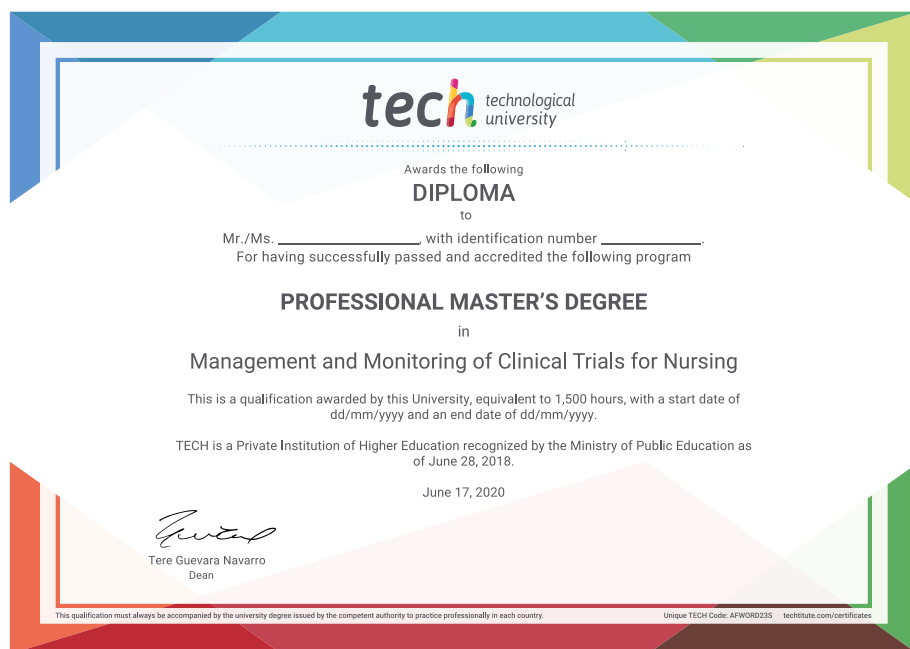 tech technological
university
Awards the following
DIPLOMA
to
Mr./Ms. ____________, with identification number ____________.
For having successfully passed and accredited the following program
PROFESSIONAL MASTER'S DEGREE
in
Management and Monitoring of Clinical Trials for Nursing
This is a qualification awarded by this University, equivalent to 1,500 hours, with a start date of
dd/mm/yyyy and an end date of dd/mm/yyyy.
TECH is a Private Institution of Higher Education recognized by the Ministry of Public Education as
of June 28, 2018.
June 17, 2020
Tere Guevara Navarro
Dean
This qualification must always be accompanied by the university degree issued by the competent authority to practice professionally in each country. Unique TECH Code: AFWORD23S techtitute.com/certificates